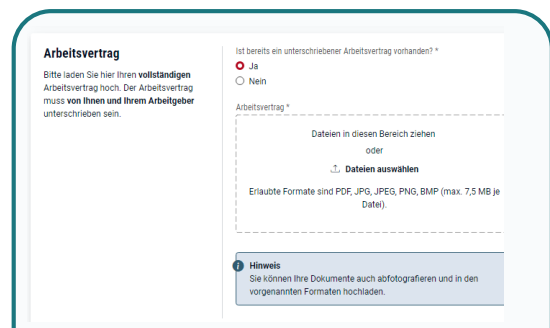 Arbeitsvertrag
Bitte laden Sie hier Ihren vollständigen
Arbeitsvertrag hoch. Der Arbeitsvertrag
muss von Ihnen und Ihrem Arbeitgeber
unterschrieben sein.
Ist bereits ein unterschriebener Arbeitsvertrag vorhanden? *
Ja
Nein
Arbeitsvertrag *
Dateien in diesen Bereich ziehen
oder
Dateien auswählen
Erlaubte Formate sind PDF, JPG, JPEG, PNG, BMP (max. 7,5 MB je
Datei).
Hinweis
Sie können Ihre Dokumente auch abfotografieren und in den
vorgenannten Formaten hochladen.